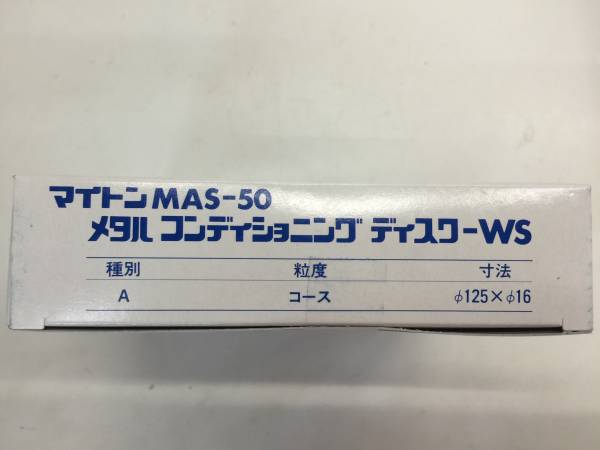 マイトンMAS-50
メタル コンディショニング ディスク-WS
種別 粒度 寸法
A コース φ125×φ16